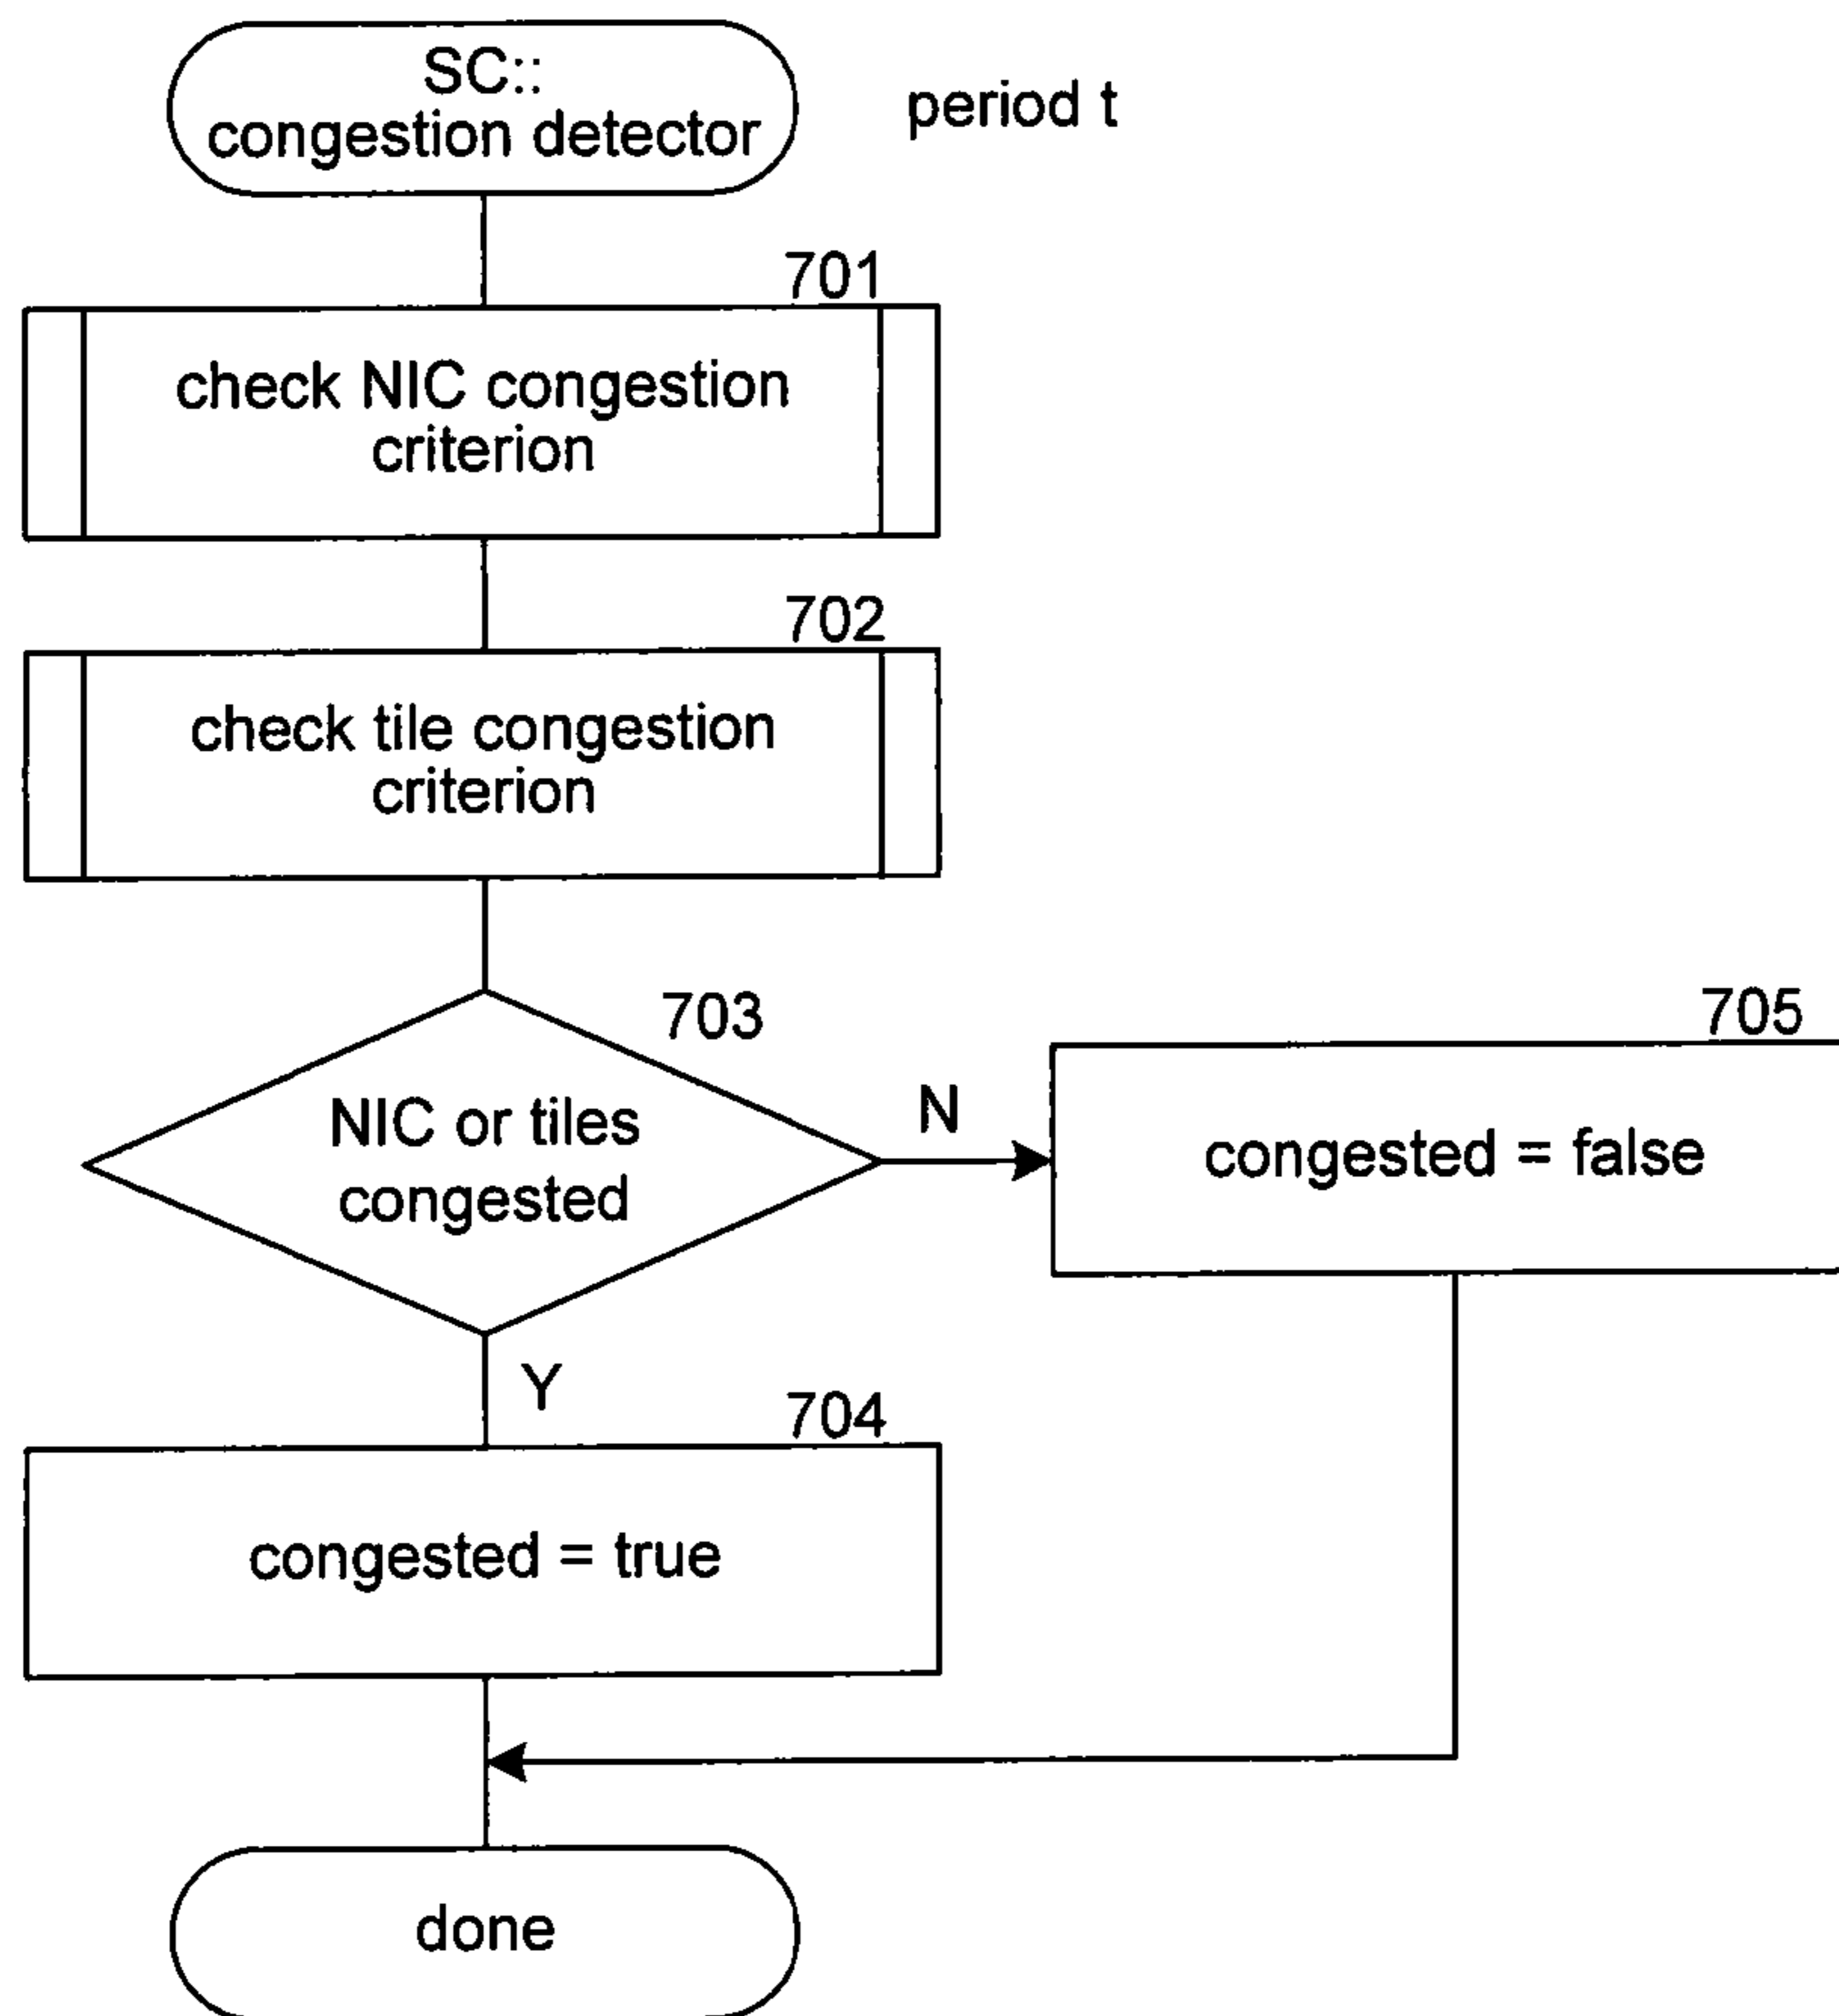 SC::
congestion detector
period t
701
check NIC congestion
criterion
702
check tile congestion
criterion
703
NIC or tiles
congested
N
705
congested = false
Y
704
congested = true
done